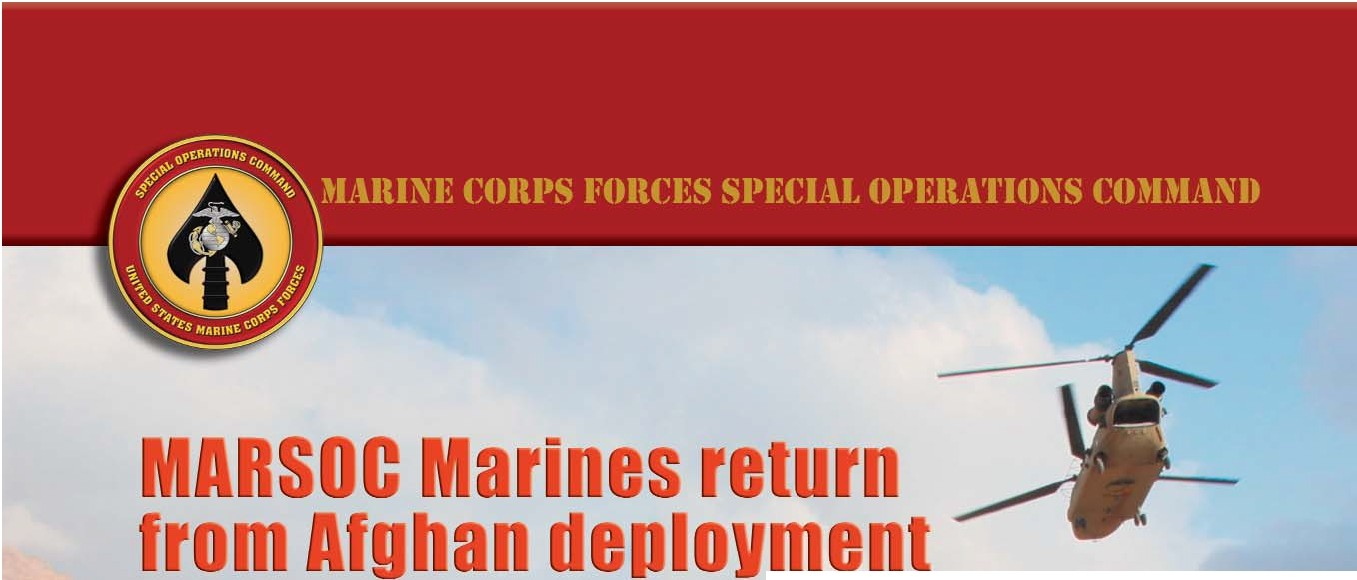 SPECIAL OPERATIONS COMMAND
UNITED STATES MARINE CORPS FORCES
MARINE CORPS FORCES SPECIAL OPERATIONS COMMAND
MARSOC Marines return
from Afghan deployment